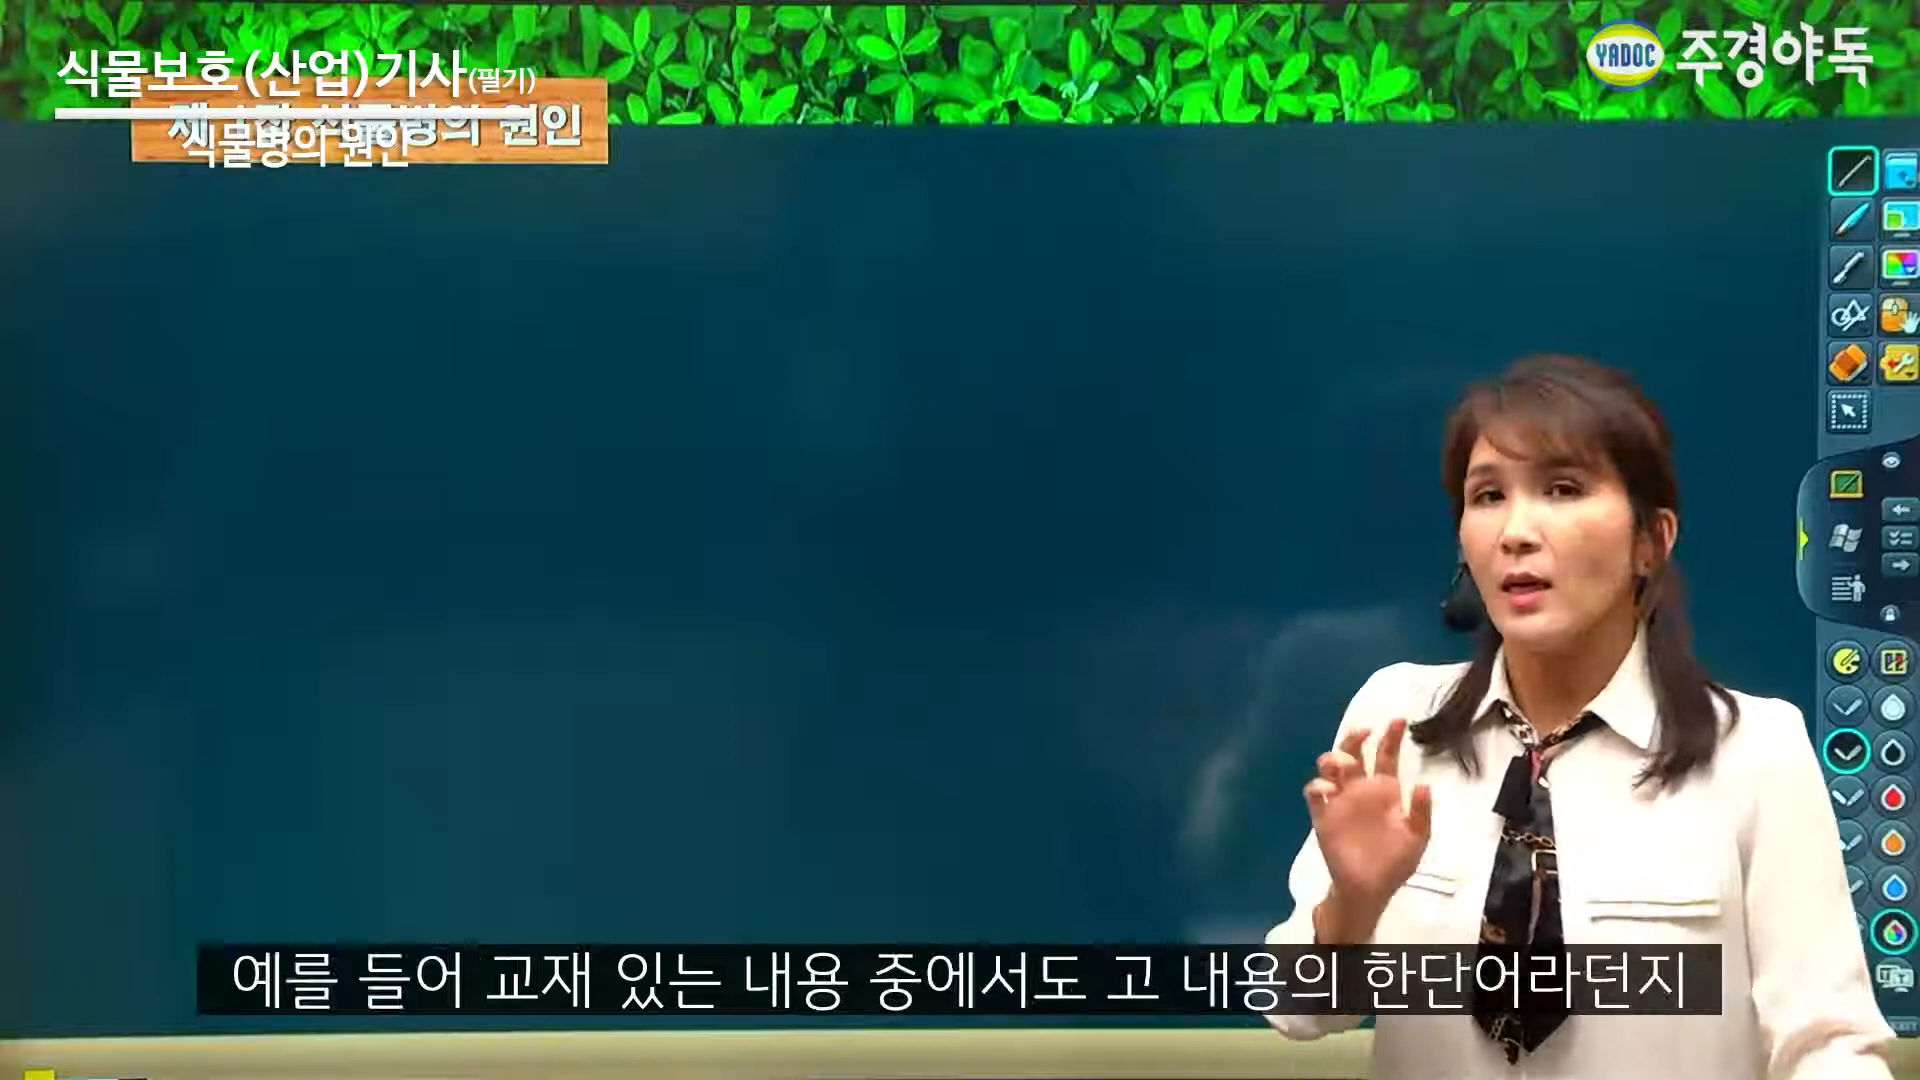 식물보호(산업)기사(필기)
식물병의 원인
원인
YADOC 주경야독
예를 들어 교재 있는 내용 중에서도 고 내용의 한단어라던지